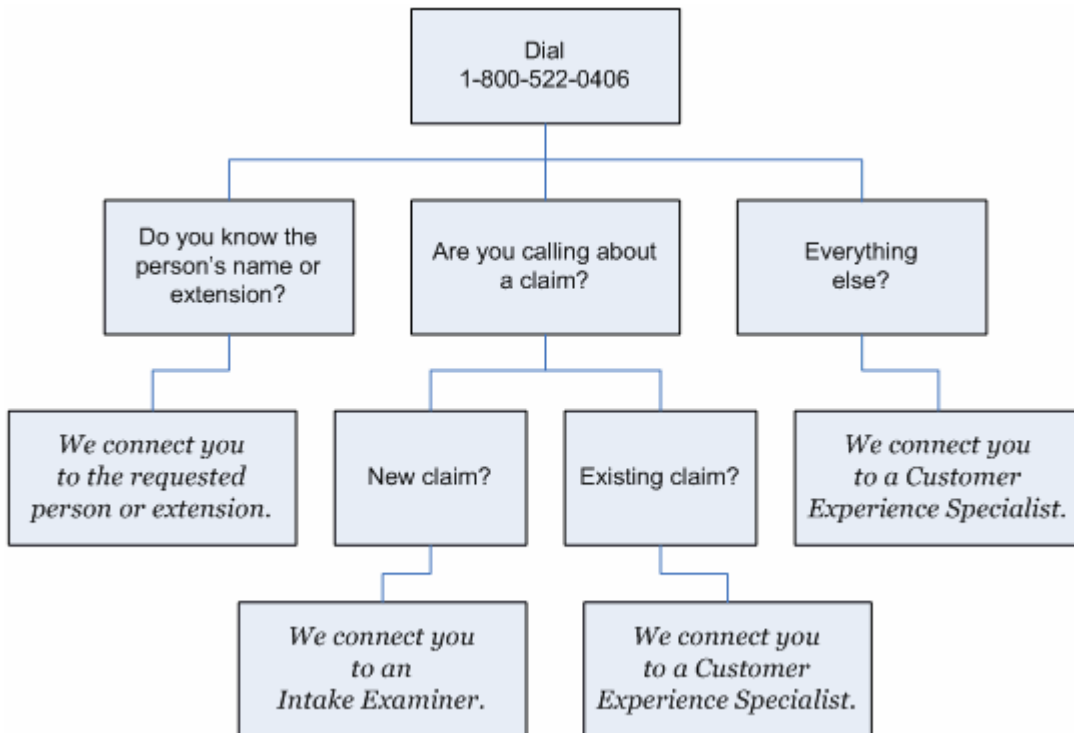 Dial
1-800-522-0406
Do you know the
person's name or
extension?
Are you calling about
a claim?
Everything
else?
We connect you
to the requested
person or extension.
New claim?
Existing claim?
We connect you
to a Customer
Experience Specialist.
We connect you
to an
Intake Examiner.
We connect you
to a Customer
Experience Specialist.